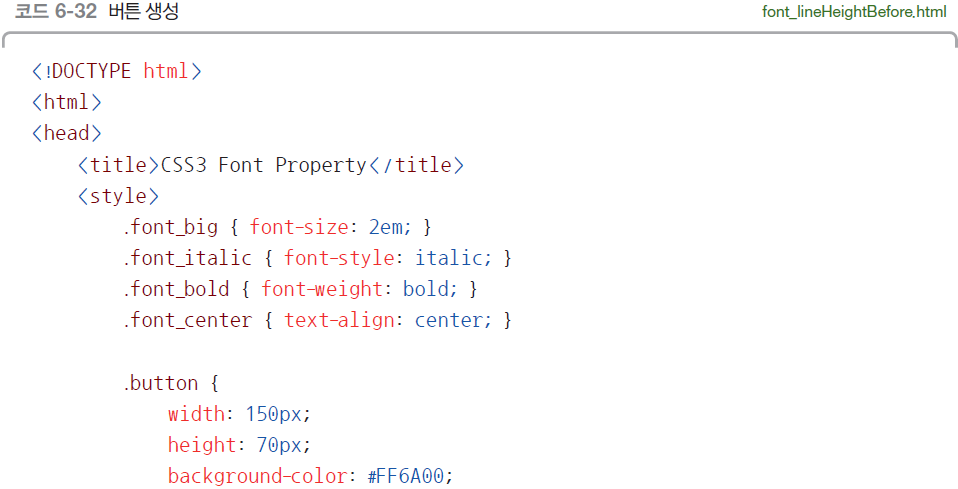 코드 6-32 버튼 생성
font_lineHeightBefore.html
<!DOCTYPE html>
<html>
<head>
<title>CSS3 Font Property</title>
<style>
.font_big { font-size: 2em; }
.font_italic { font-style: italic; }
.font_bold { font-weight: bold; }
.font_center { text-align: center; }
.button {
width: 150px;
height: 70px;
background-color: #FF6A00;